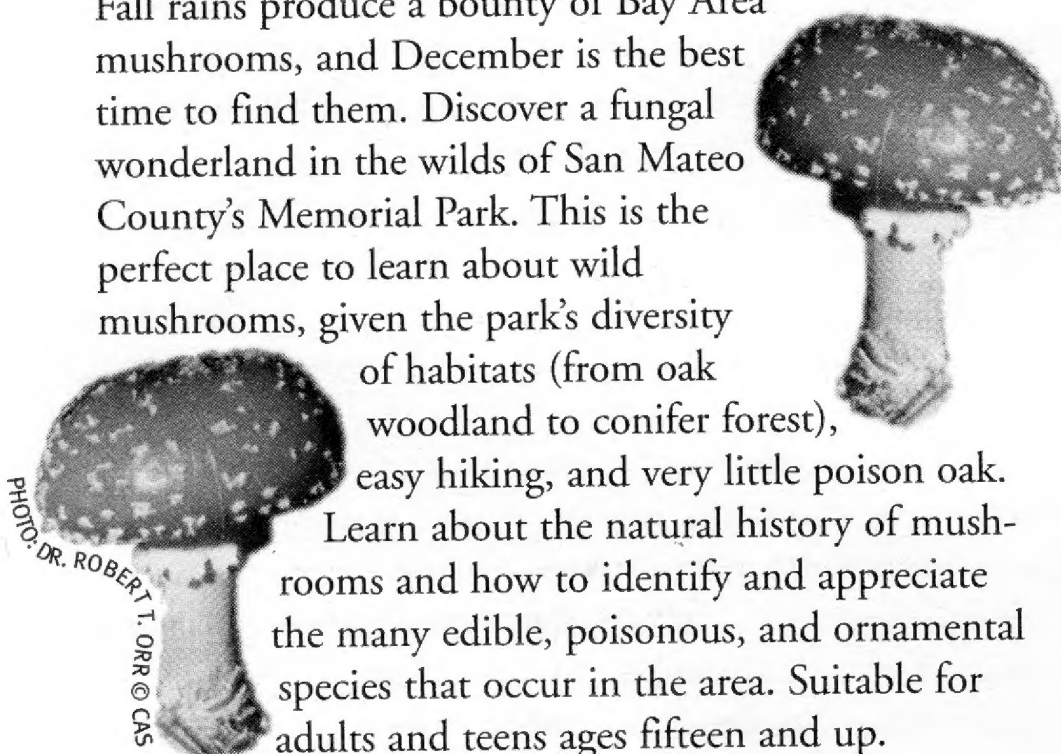 Fall rains produce a bounty of Bay Area
mushrooms, and December is the best
time to find them. Discover a fungal
wonderland in the wilds of San Mateo
County's Memorial Park. This is the
perfect place to learn about wild
mushrooms, given the park's diversity
of habitats (from oak
woodland to conifer forest),
easy hiking, and very little poison oak.
Learn about the natural history of mush-
rooms and how to identify and appreciate
the many edible, poisonous, and ornamental
species that occur in the area. Suitable for
adults and teens ages fifteen and up.
PHOTO: DR. ROBERT T. ORR © CAS